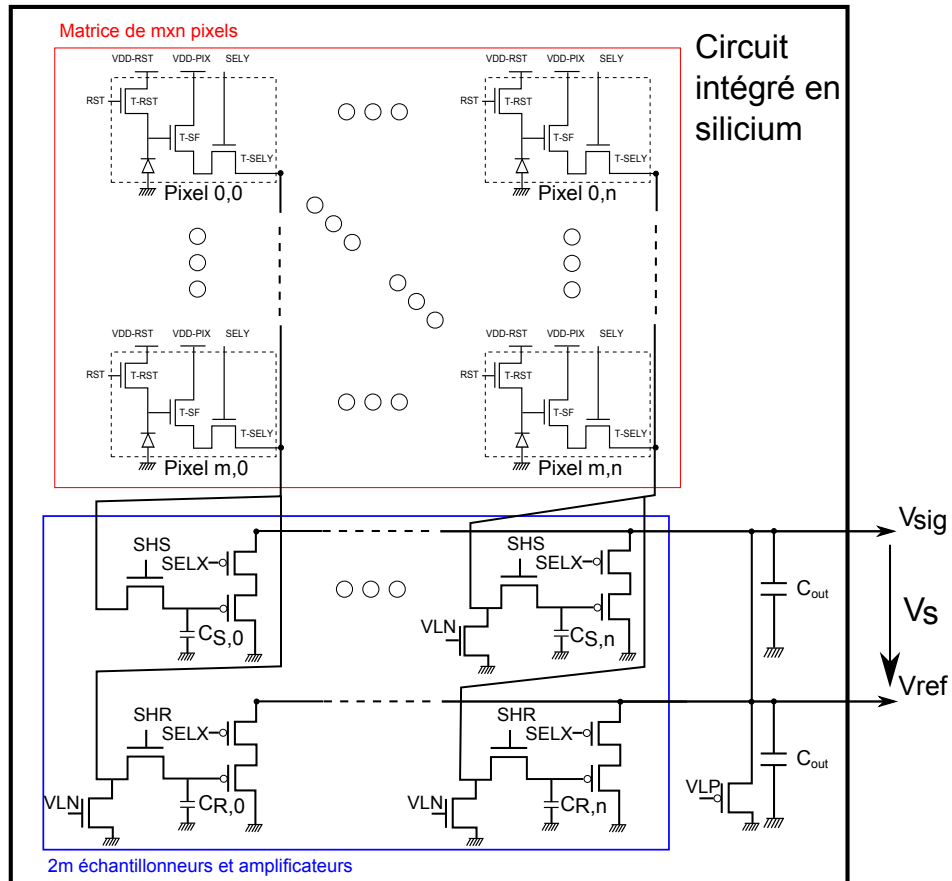 Matrice de mxn pixels
Circuit
intégré en
silicium
VDD-RST VDD-PIX SELY
RST
T-RST
T-SF
T-SELY
Pixel 0,0
VDD-RST VDD-PIX SELY
RST
T-RST
T-SF
T-SELY
Pixel 0,n
VDD-RST VDD-PIX SELY
RST
T-RST
T-SF
T-SELY
Pixel m,0
VDD-RST VDD-PIX SELY
RST
T-RST
T-SF
T-SELY
Pixel m,n
SHS
SELX
CS,0
SHS
SELX
VLN
CS,n
Vsig
Cout
VS
Vref
SHR
SELX
VLN
CR,0
SHR
SELX
VLN
CR,n
VLP
Cout
2m échantillonneurs et amplificateurs